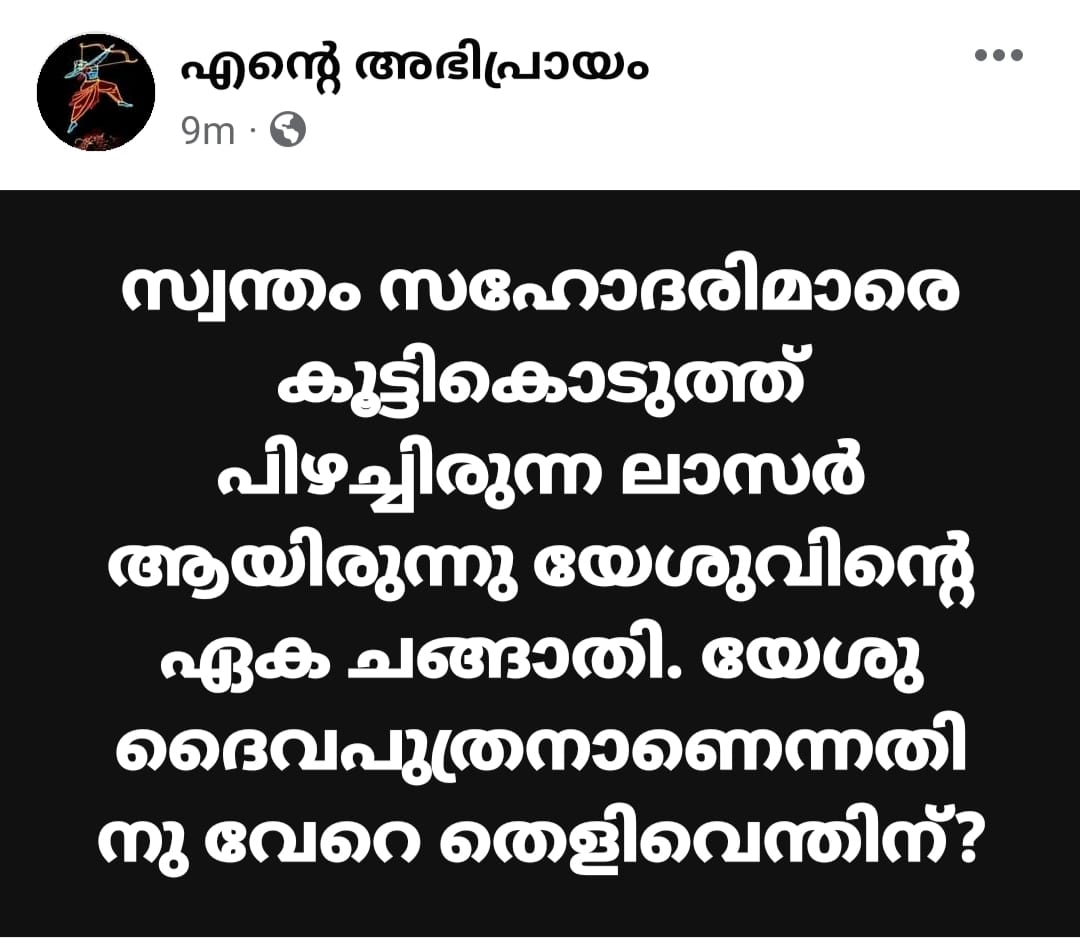 എന്റെ അഭിപ്രായം
9m ·
സ്വന്തം സഹോദരിമാരെ
കൂട്ടികൊടുത്ത്
പിഴച്ചിരുന്ന ലാസർ
ആയിരുന്നു യേശുവിന്റെ
ഏക ചങ്ങാതി. യേശു
ദൈവപുത്രനാണെന്നതി
നു വേറെ തെളിവെന്തിന്?